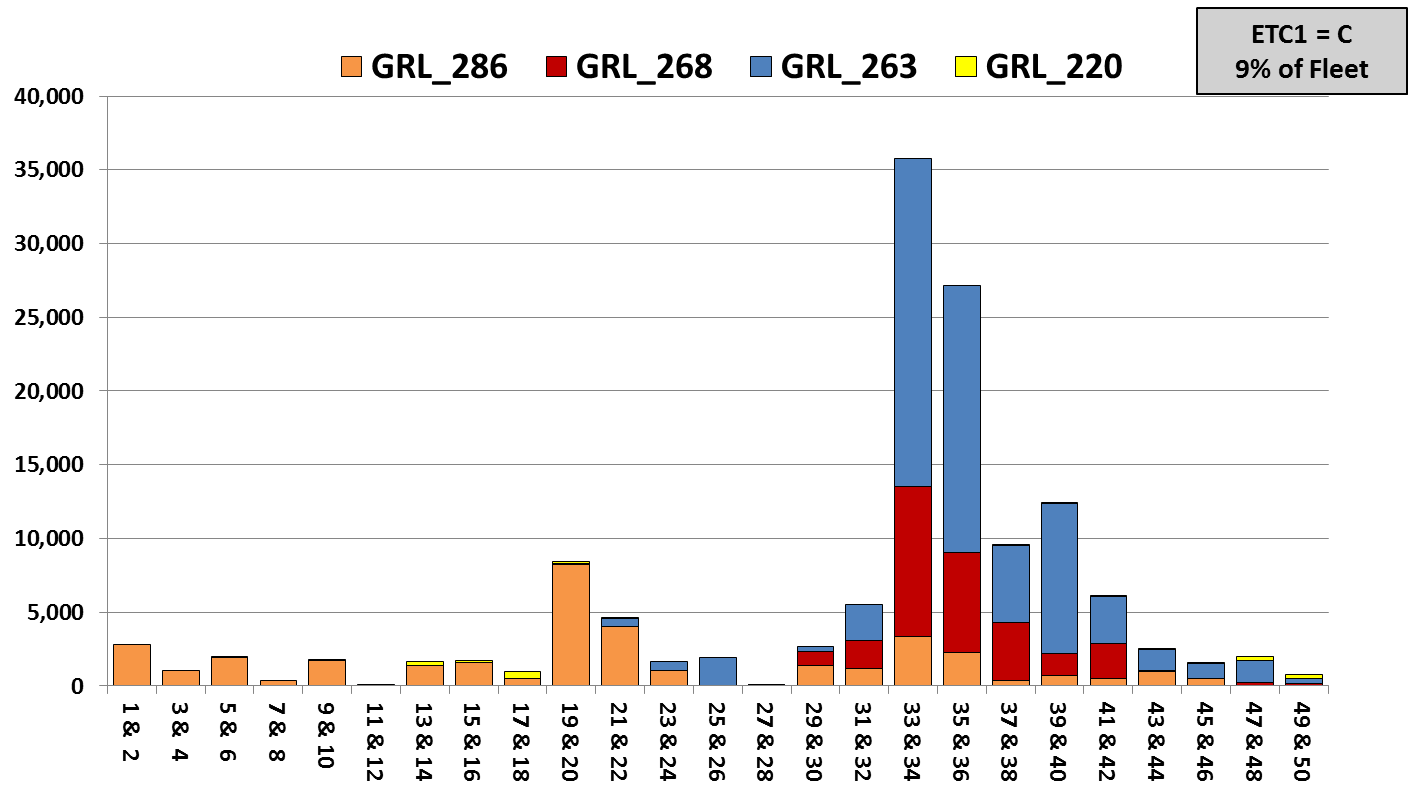 ETC1 = C
9% of Fleet
GRL_286 GRL_268 GRL_263 GRL_220
40,000
35,000
30,000
25,000
20,000
15,000
10,000
5,000
0
1 & 2
3 & 4
5 & 6
7 & 8
9 & 10
11 & 12
13 & 14
15 & 16
17 & 18
19 & 20
21 & 22
23 & 24
25 & 26
27 & 28
29 & 30
31 & 32
33 & 34
35 & 36
37 & 38
39 & 40
41 & 42
43 & 44
45 & 46
47 & 48
49 & 50